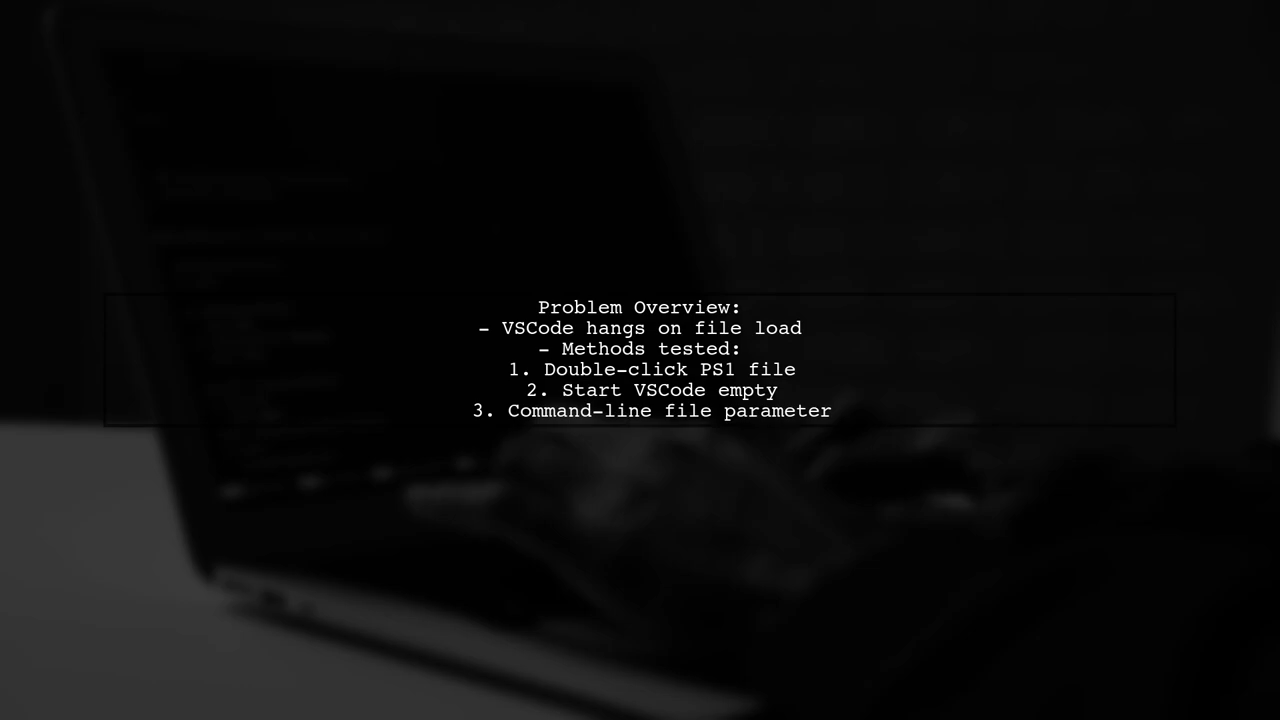 Problem Overview:
- VSCode hangs on file load
- Methods tested:
1. Double-click PS1 file
2. Start VSCode empty
3. Command-line file parameter